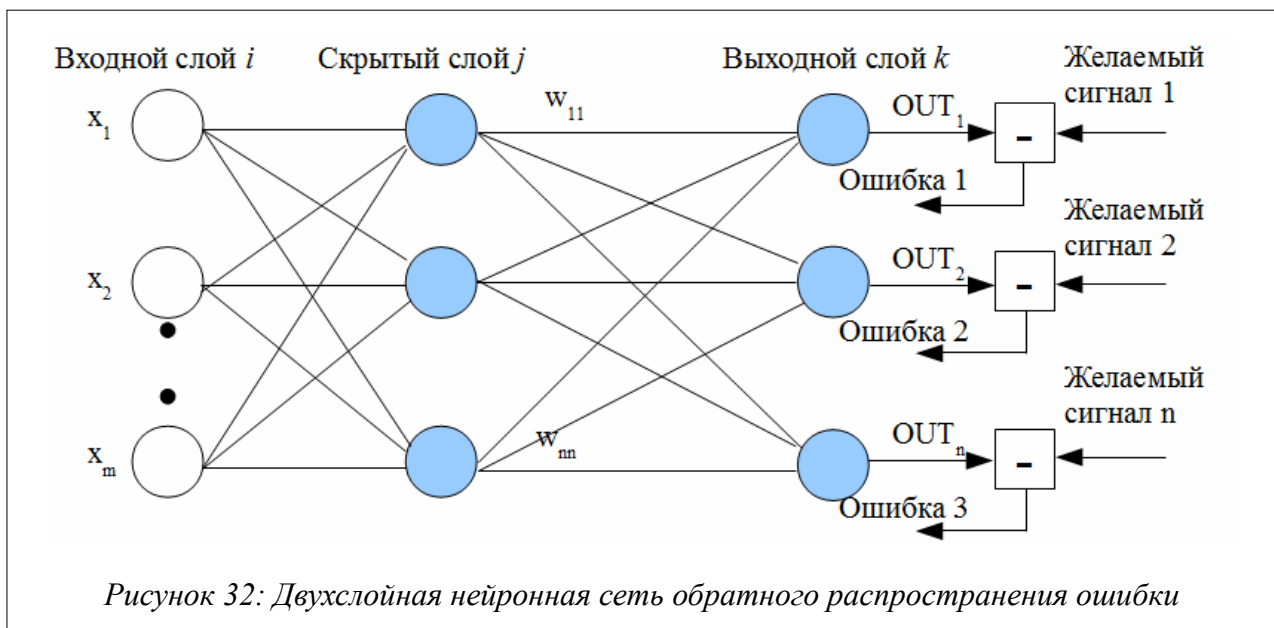 Входной слой i
Скрытый слой j
Выходной слой k
Желаемый
сигнал 1
x1
w11
OUT1
-
Ошибка 1
Желаемый
сигнал 2
x2
OUT2
-
Ошибка 2
Желаемый
сигнал n
xm
wnn
OUTn
-
Ошибка 3
Рисунок 32: Двухслойная нейронная сеть обратного распространения ошибки